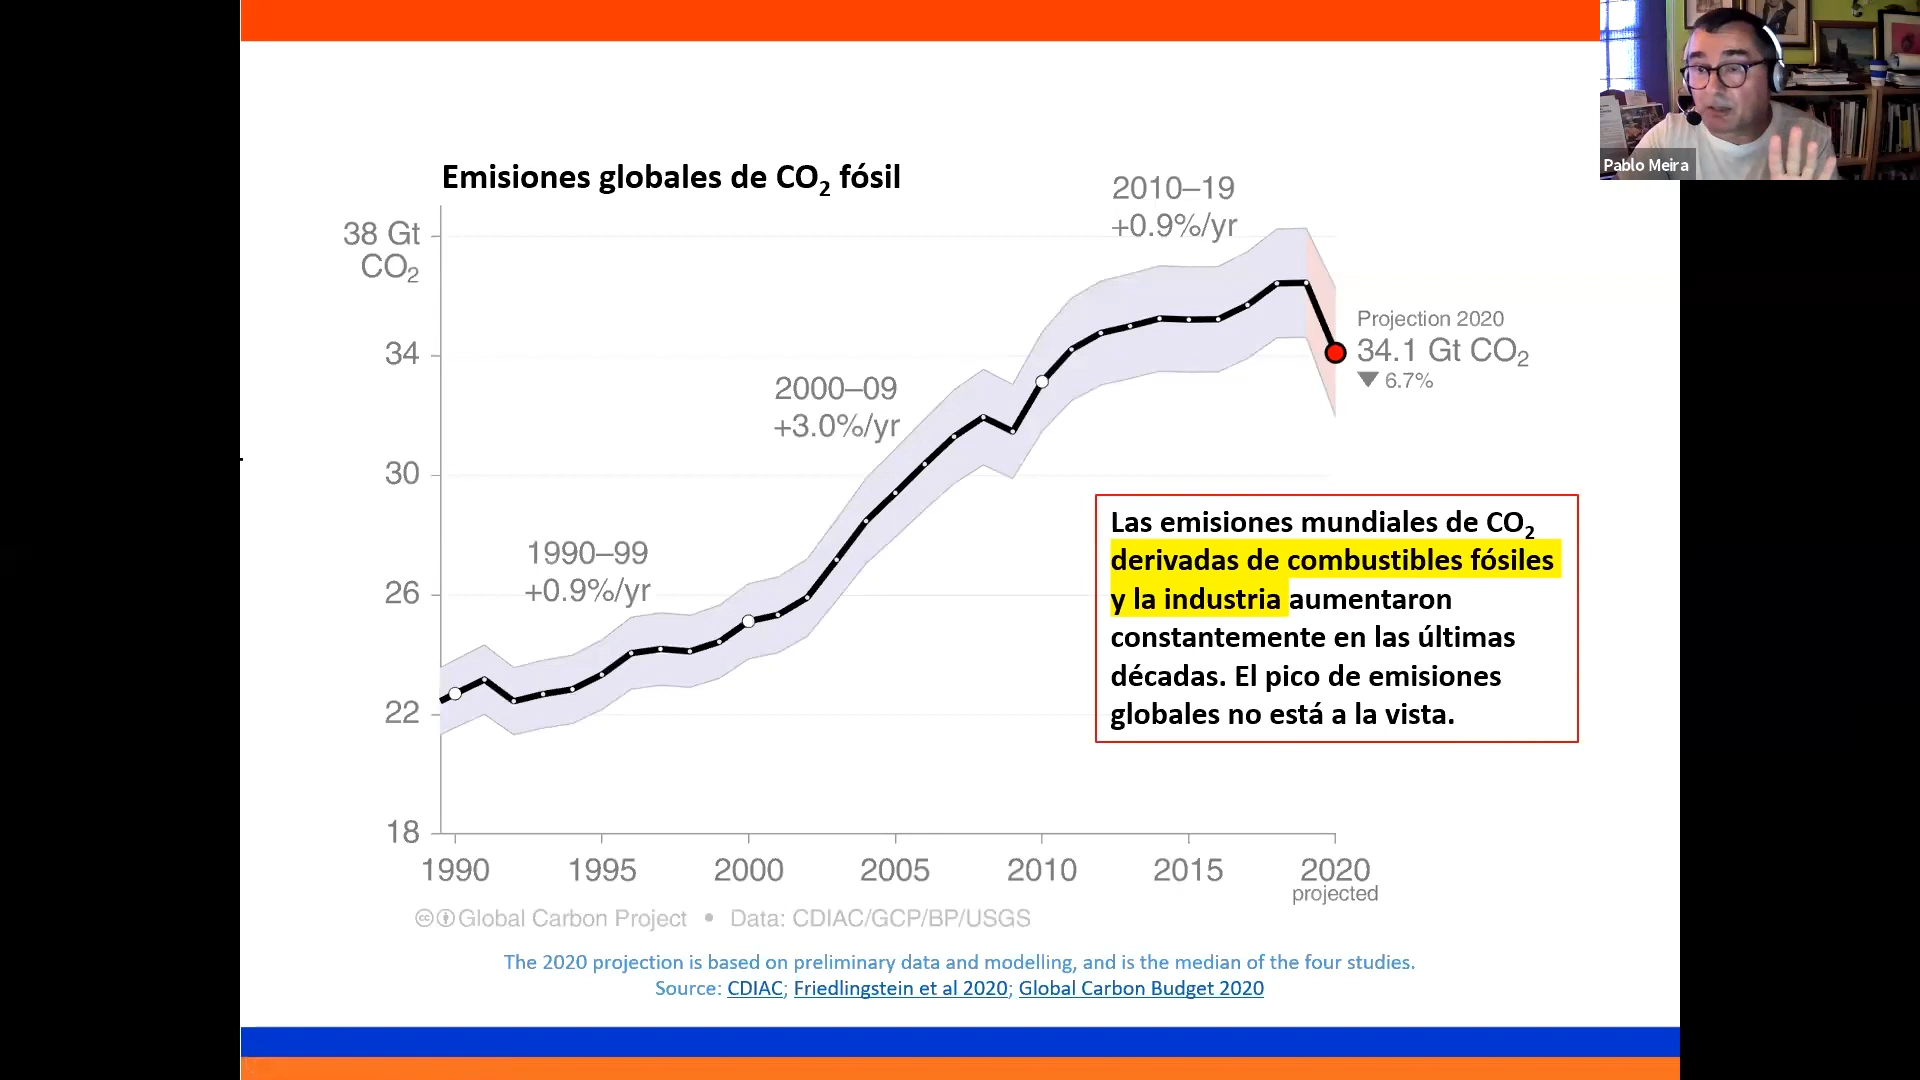 Pablo Meira
Emisiones globales de CO₂ fósil
2010–19
+0.9%/yr
38 Gt
CO₂
Projection 2020
34.1 Gt CO₂
▼ 6.7%
34
2000–09
+3.0%/yr
30
Las emisiones mundiales de CO₂
derivadas de combustibles fósiles
y la industria aumentaron
constantemente en las últimas
décadas. El pico de emisiones
globales no está a la vista.
1990–99
+0.9%/yr
26
22
18
1990 1995 2000 2005 2010 2015 2020
projected
Global Carbon Project • Data: CDIAC/GCP/BP/USGS
The 2020 projection is based on preliminary data and modelling, and is the median of the four studies.
Source: CDIAC; Friedlingstein et al 2020; Global Carbon Budget 2020